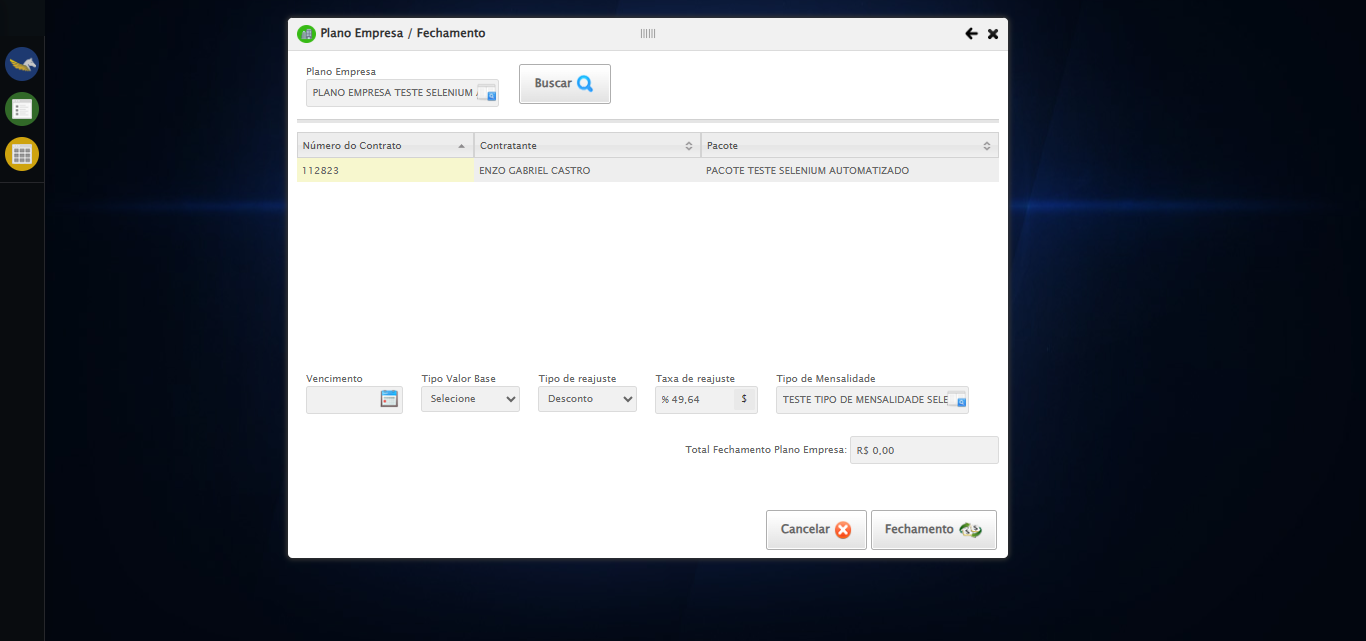 Plano Empresa / Fechamento
Plano Empresa
PLANO EMPRESA TESTE SELENIUM
Buscar
Número do Contrato Contratante Pacote
112823 ENZO GABRIEL CASTRO PACOTE TESTE SELENIUM AUTOMATIZADO
Vencimento Tipo Valor Base Tipo de reajuste Taxa de reajuste Tipo de Mensalidade
Selecione Desconto % 49,64 $ TESTE TIPO DE MENSALIDADE SELE
Total Fechamento Plano Empresa: R$ 0,00
Cancelar Fechamento